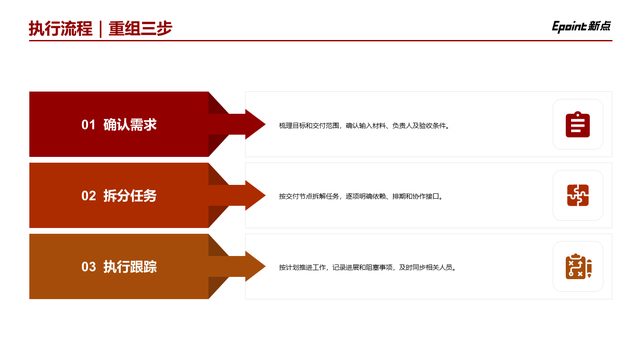 执行流程｜重组三步
Epoint新点
01 确认需求
梳理目标和交付范围，确认输入材料、负责人及验收条件。
02 拆分任务
按交付节点拆解任务，逐项明确依赖、排期和协作接口。
03 执行跟踪
按计划推进工作，记录进展和阻塞事项，及时同步相关人员。